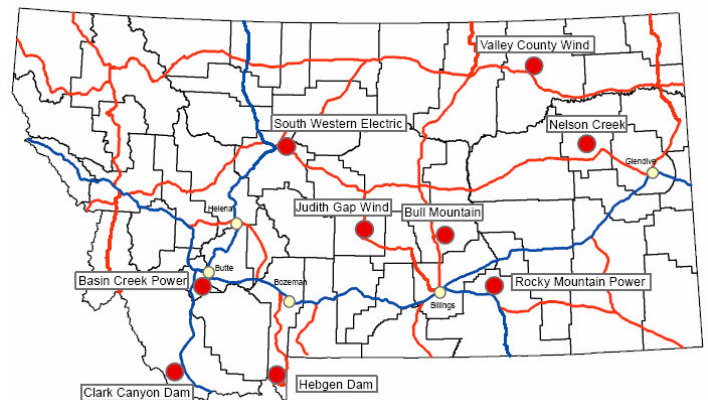 Valley County Wind
South Western Electric
Nelson Creek
Glendive
Judith Gap Wind
Bull Mountain
Helena
Butte
Basin Creek Power
Bozeman
Rocky Mountain Power
Billings
Clark Canyon Dam
Hebgen Dam